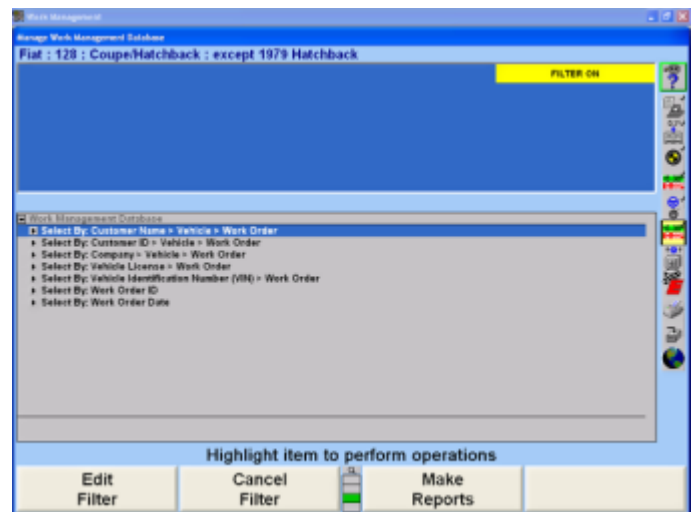 Work Management
Manage Work Management Database
Fiat : 128 : Coupe/Hatchback : except 1979 Hatchback
FILTER ON
Work Management Database
Select By: Customer Name > Vehicle > Work Order
Select By: Customer ID > Vehicle > Work Order
Select By: Company > Vehicle > Work Order
Select By: Vehicle License > Work Order
Select By: Vehicle Identification Number (VIN) > Work Order
Select By: Work Order ID
Select By: Work Order Date
Highlight item to perform operations
Edit
Filter
Cancel
Filter
Make
Reports